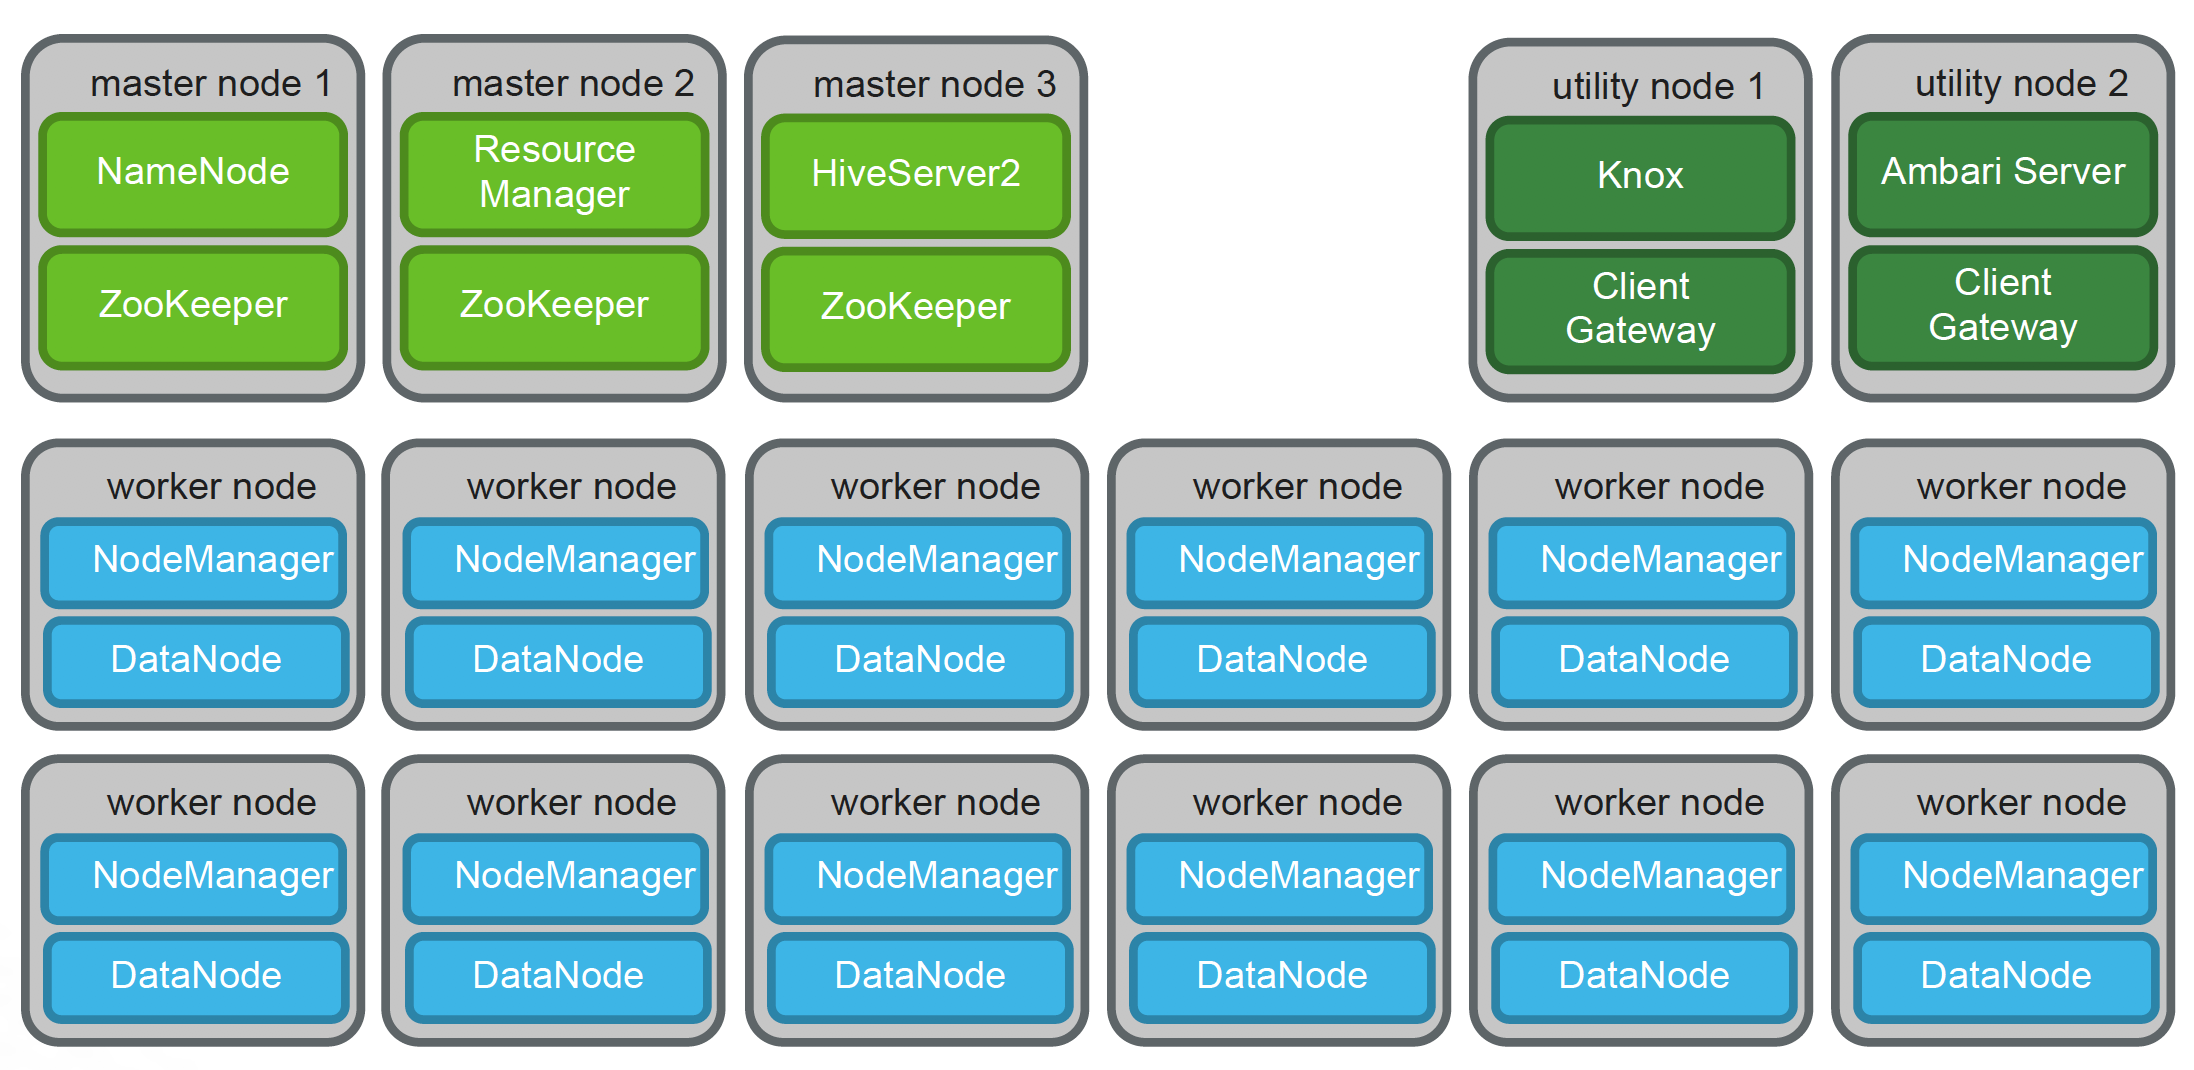 master node 1
NameNode
ZooKeeper
master node 2
Resource
Manager
ZooKeeper
master node 3
HiveServer2
ZooKeeper
utility node 1
Knox
Client
Gateway
utility node 2
Ambari Server
Client
Gateway
worker node
NodeManager
DataNode
worker node
NodeManager
DataNode
worker node
NodeManager
DataNode
worker node
NodeManager
DataNode
worker node
NodeManager
DataNode
worker node
NodeManager
DataNode
worker node
NodeManager
DataNode
worker node
NodeManager
DataNode
worker node
NodeManager
DataNode
worker node
NodeManager
DataNode
worker node
NodeManager
DataNode
worker node
NodeManager
DataNode